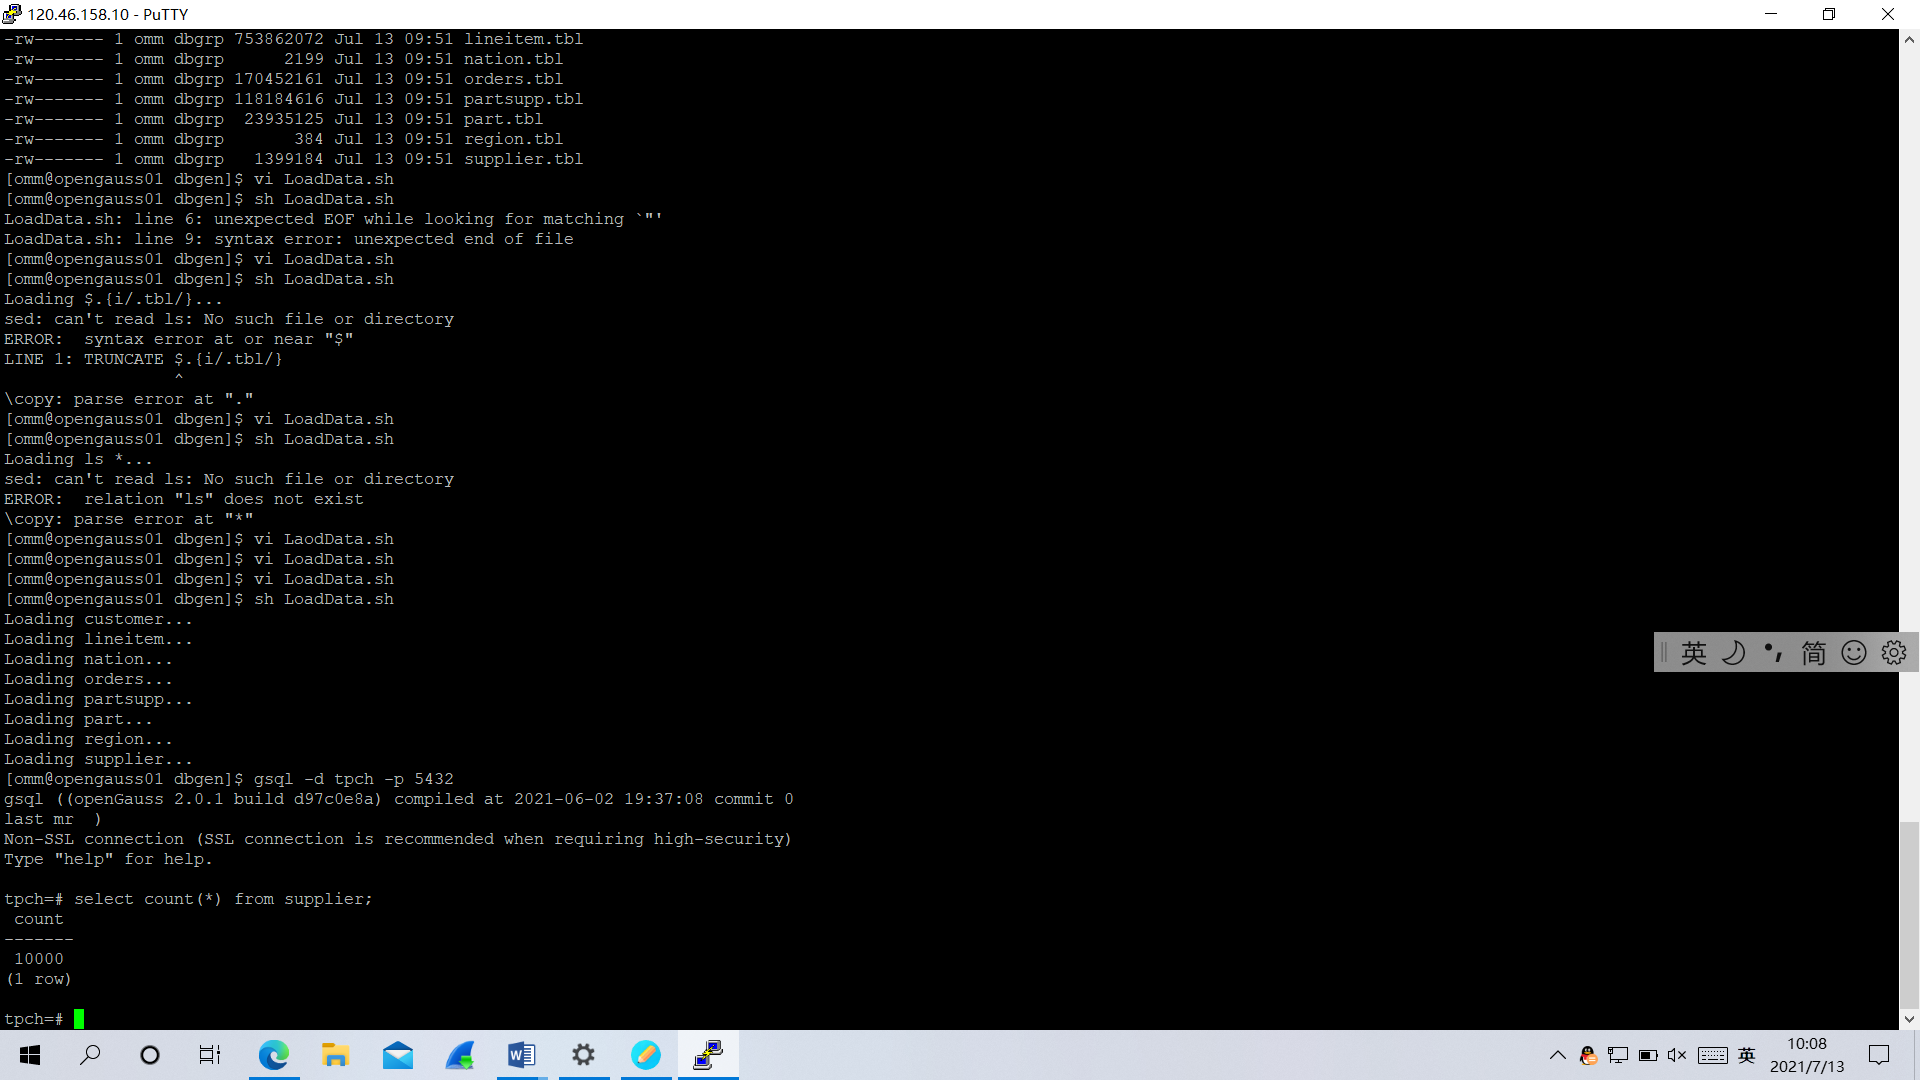 120.46.158.10 - PuTTY
-rw------- 1 omm dbgrp 753862072 Jul 13 09:51 lineitem.tbl
-rw------- 1 omm dbgrp      2199 Jul 13 09:51 nation.tbl
-rw------- 1 omm dbgrp 170452161 Jul 13 09:51 orders.tbl
-rw------- 1 omm dbgrp 118184616 Jul 13 09:51 partsupp.tbl
-rw------- 1 omm dbgrp  23935125 Jul 13 09:51 part.tbl
-rw------- 1 omm dbgrp       384 Jul 13 09:51 region.tbl
-rw------- 1 omm dbgrp   1399184 Jul 13 09:51 supplier.tbl
[omm@opengauss01 dbgen]$ vi LoadData.sh
[omm@opengauss01 dbgen]$ sh LoadData.sh
LoadData.sh: line 6: unexpected EOF while looking for matching `"'
LoadData.sh: line 9: syntax error: unexpected end of file
[omm@opengauss01 dbgen]$ vi LoadData.sh
[omm@opengauss01 dbgen]$ sh LoadData.sh
Loading $.{i/.tbl/}...
sed: can't read ls: No such file or directory
ERROR:  syntax error at or near "$"
LINE 1: TRUNCATE $.{i/.tbl/}
                 ^
\copy: parse error at "."
[omm@opengauss01 dbgen]$ vi LoadData.sh
[omm@opengauss01 dbgen]$ sh LoadData.sh
Loading ls *...
sed: can't read ls: No such file or directory
ERROR:  relation "ls" does not exist
\copy: parse error at "*"
[omm@opengauss01 dbgen]$ vi LaodData.sh
[omm@opengauss01 dbgen]$ vi LoadData.sh
[omm@opengauss01 dbgen]$ vi LoadData.sh
[omm@opengauss01 dbgen]$ sh LoadData.sh
Loading customer...
Loading lineitem...
Loading nation...
Loading orders...
Loading partsupp...
Loading part...
Loading region...
Loading supplier...
[omm@opengauss01 dbgen]$ gsql -d tpch -p 5432
gsql ((openGauss 2.0.1 build d97c0e8a) compiled at 2021-06-02 19:37:08 commit 0
last mr  )
Non-SSL connection (SSL connection is recommended when requiring high-security)
Type "help" for help.
tpch=# select count(*) from supplier;
 count
-------
 10000
(1 row)
tpch=#
英 简
英
10:08
2021/7/13